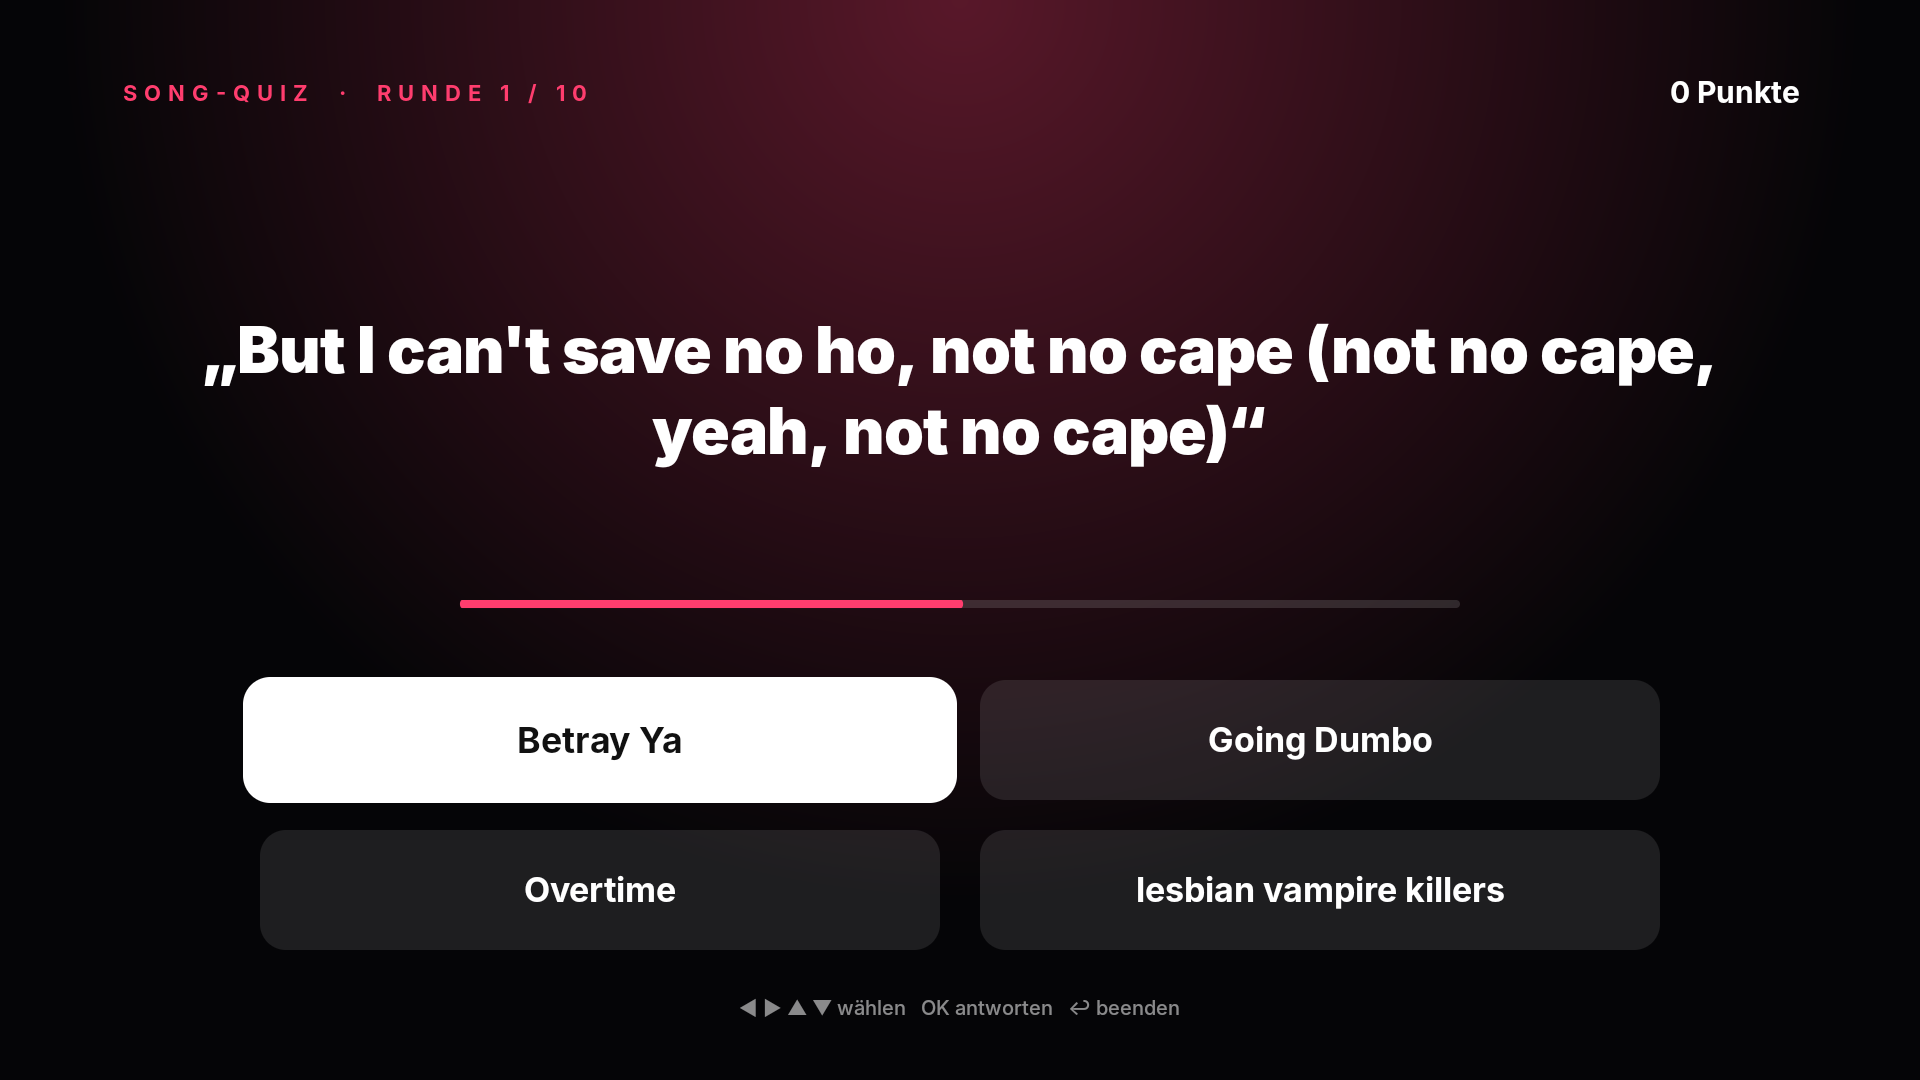 SONG-QUIZ · RUNDE 1 / 10
0 Punkte
„But I can't save no ho, not no cape (not no cape,
yeah, not no cape)“
Betray Ya
Going Dumbo
Overtime
lesbian vampire killers
◀ ▶ ▲ ▼ wählen OK antworten ↩ beenden